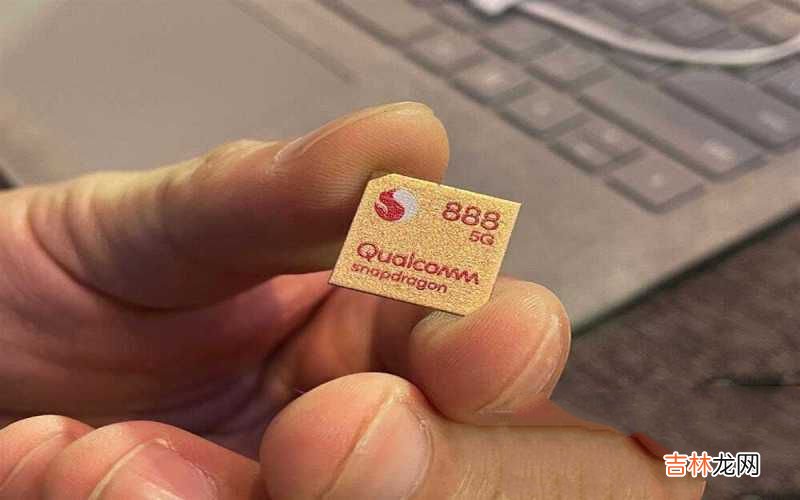 888
5G
Qualcomm
snapdragon
吉林龙网